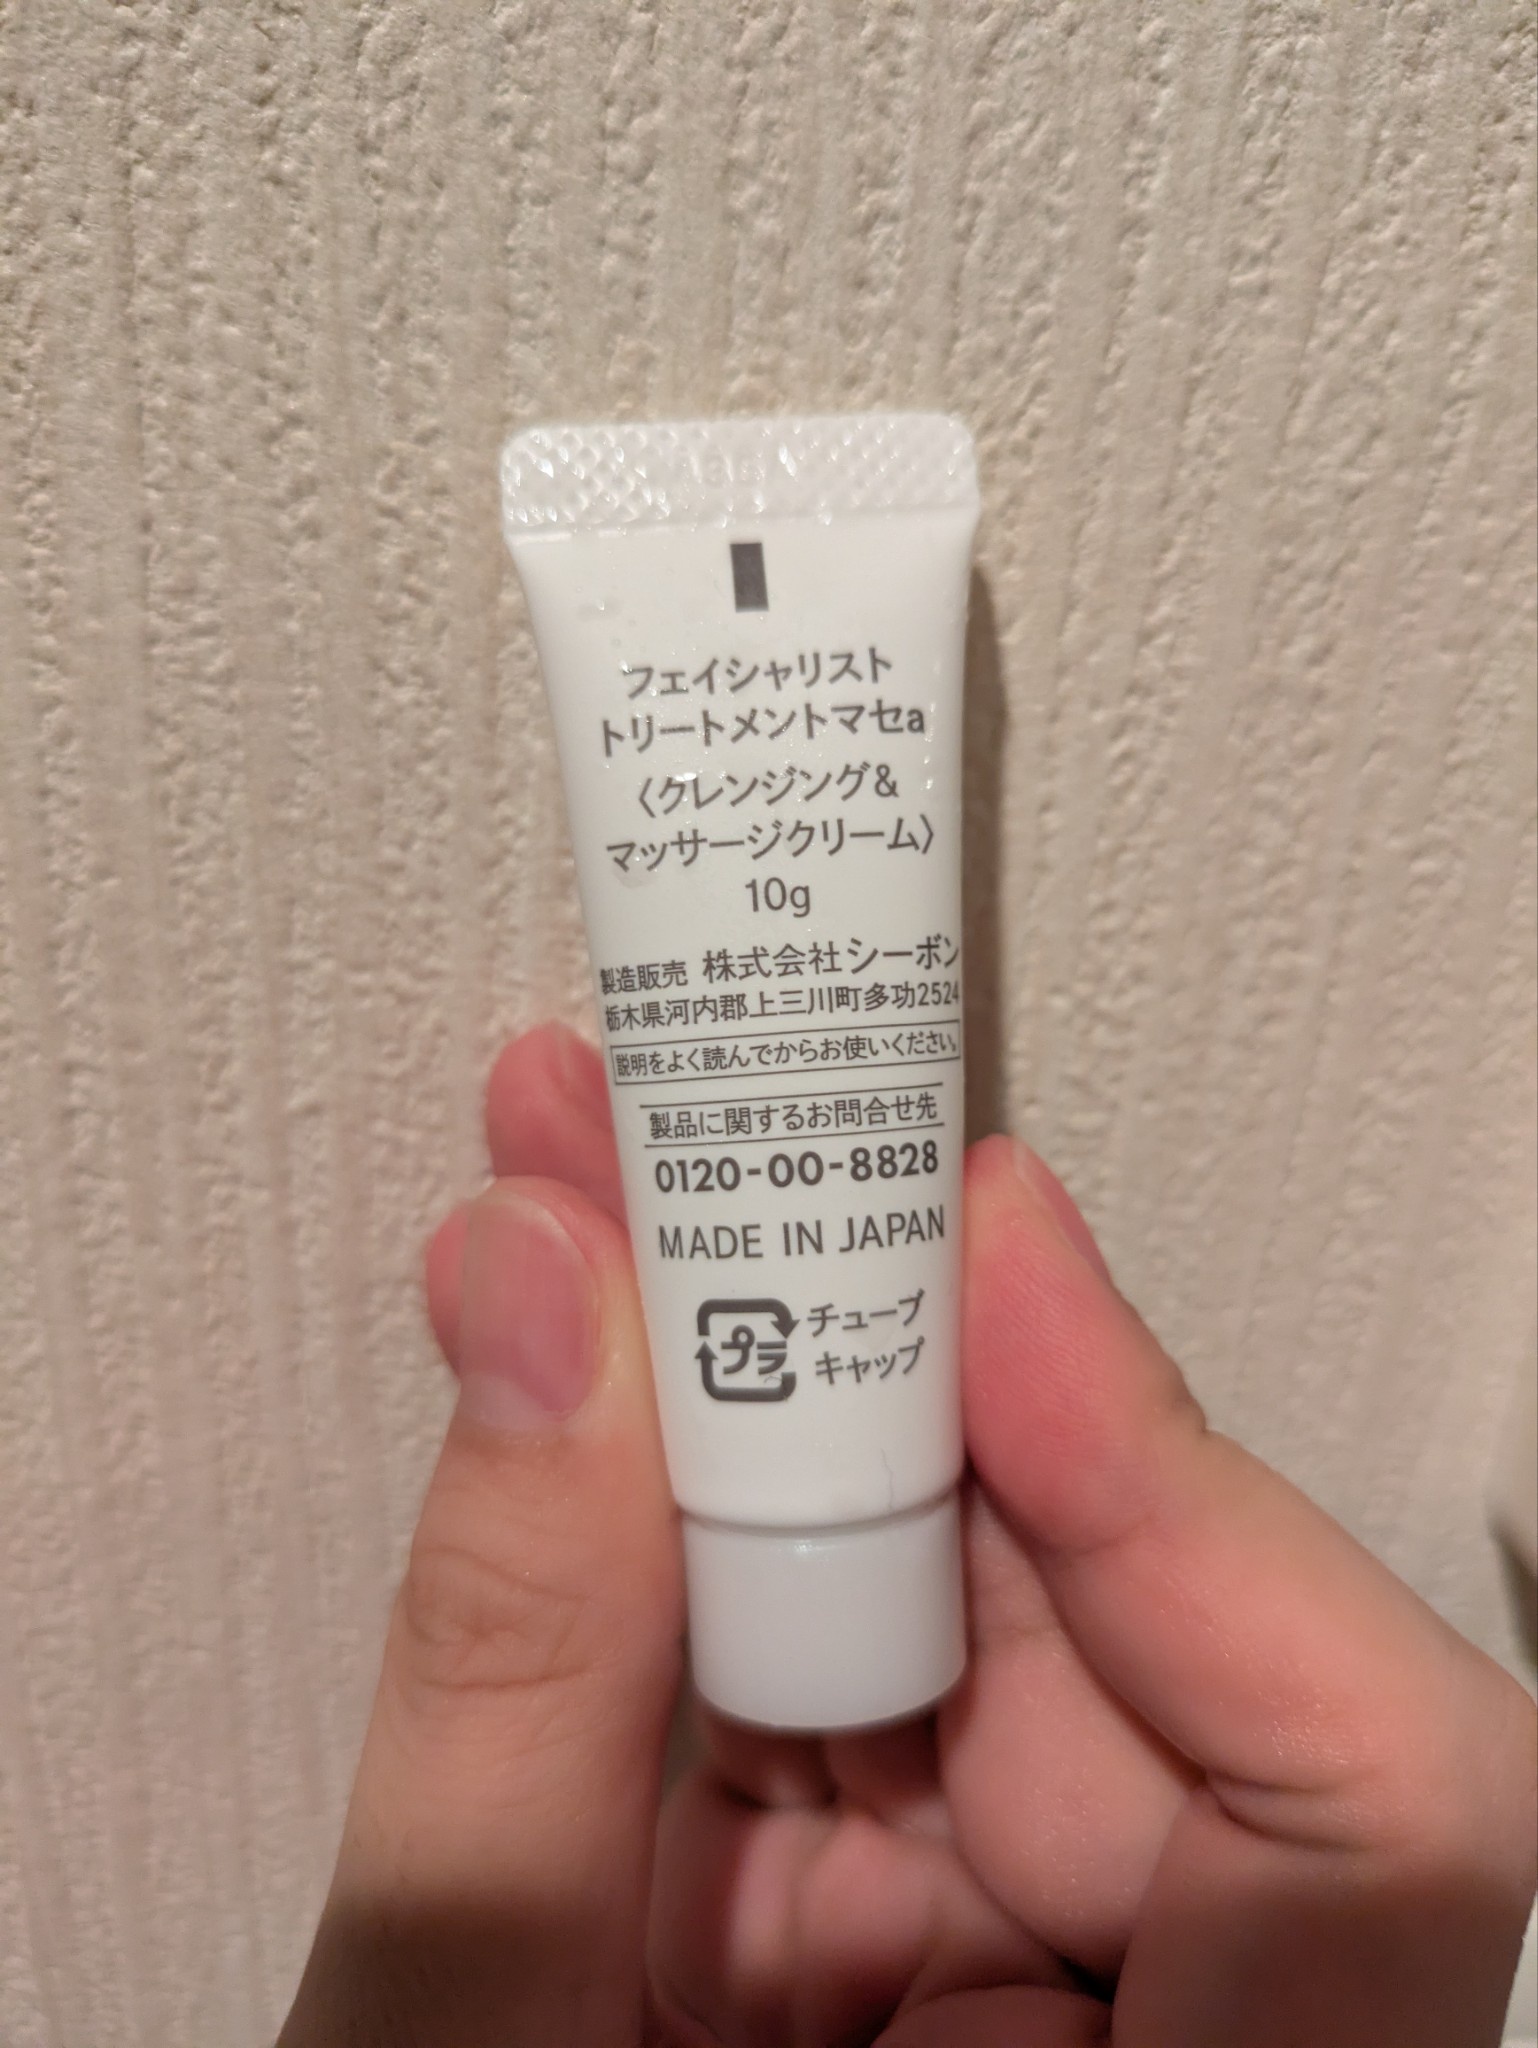 フェイシャリスト
トリートメントマセa
〈クレンジング&
マッサージクリーム〉
10g
製造販売 株式会社シーボン
栃木県河内郡上三川町多功2524
説明をよく読んでからお使いください。
製品に関するお問合せ先
0120-00-8828
MADE IN JAPAN
プラ チューブ
キャップ